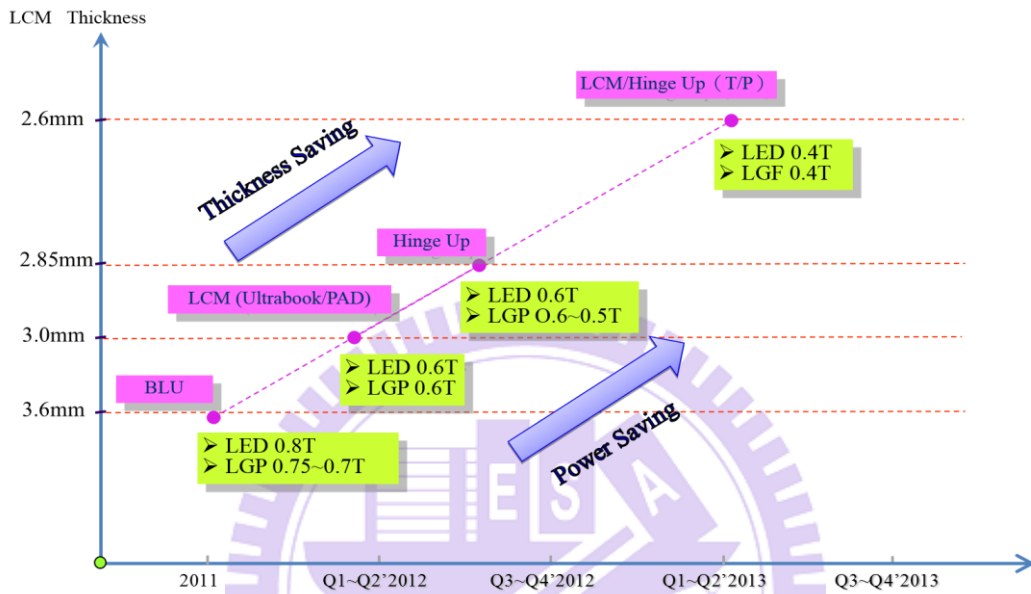 LCM Thickness
LCM/Hinge Up（T/P）
2.6mm
➢ LED 0.4T
➢ LGF 0.4T
Thickness Saving
Hinge Up
2.85mm
➢ LED 0.6T
➢ LGP O.6~0.5T
LCM (Ultrabook/PAD)
3.0mm
➢ LED 0.6T
➢ LGP 0.6T
BLU
3.6mm
➢ LED 0.8T
➢ LGP 0.75~0.7T
Power Saving
E S A
2011
Q1~Q2’2012
Q3~Q4’2012
Q1~Q2’2013
Q3~Q4’2013